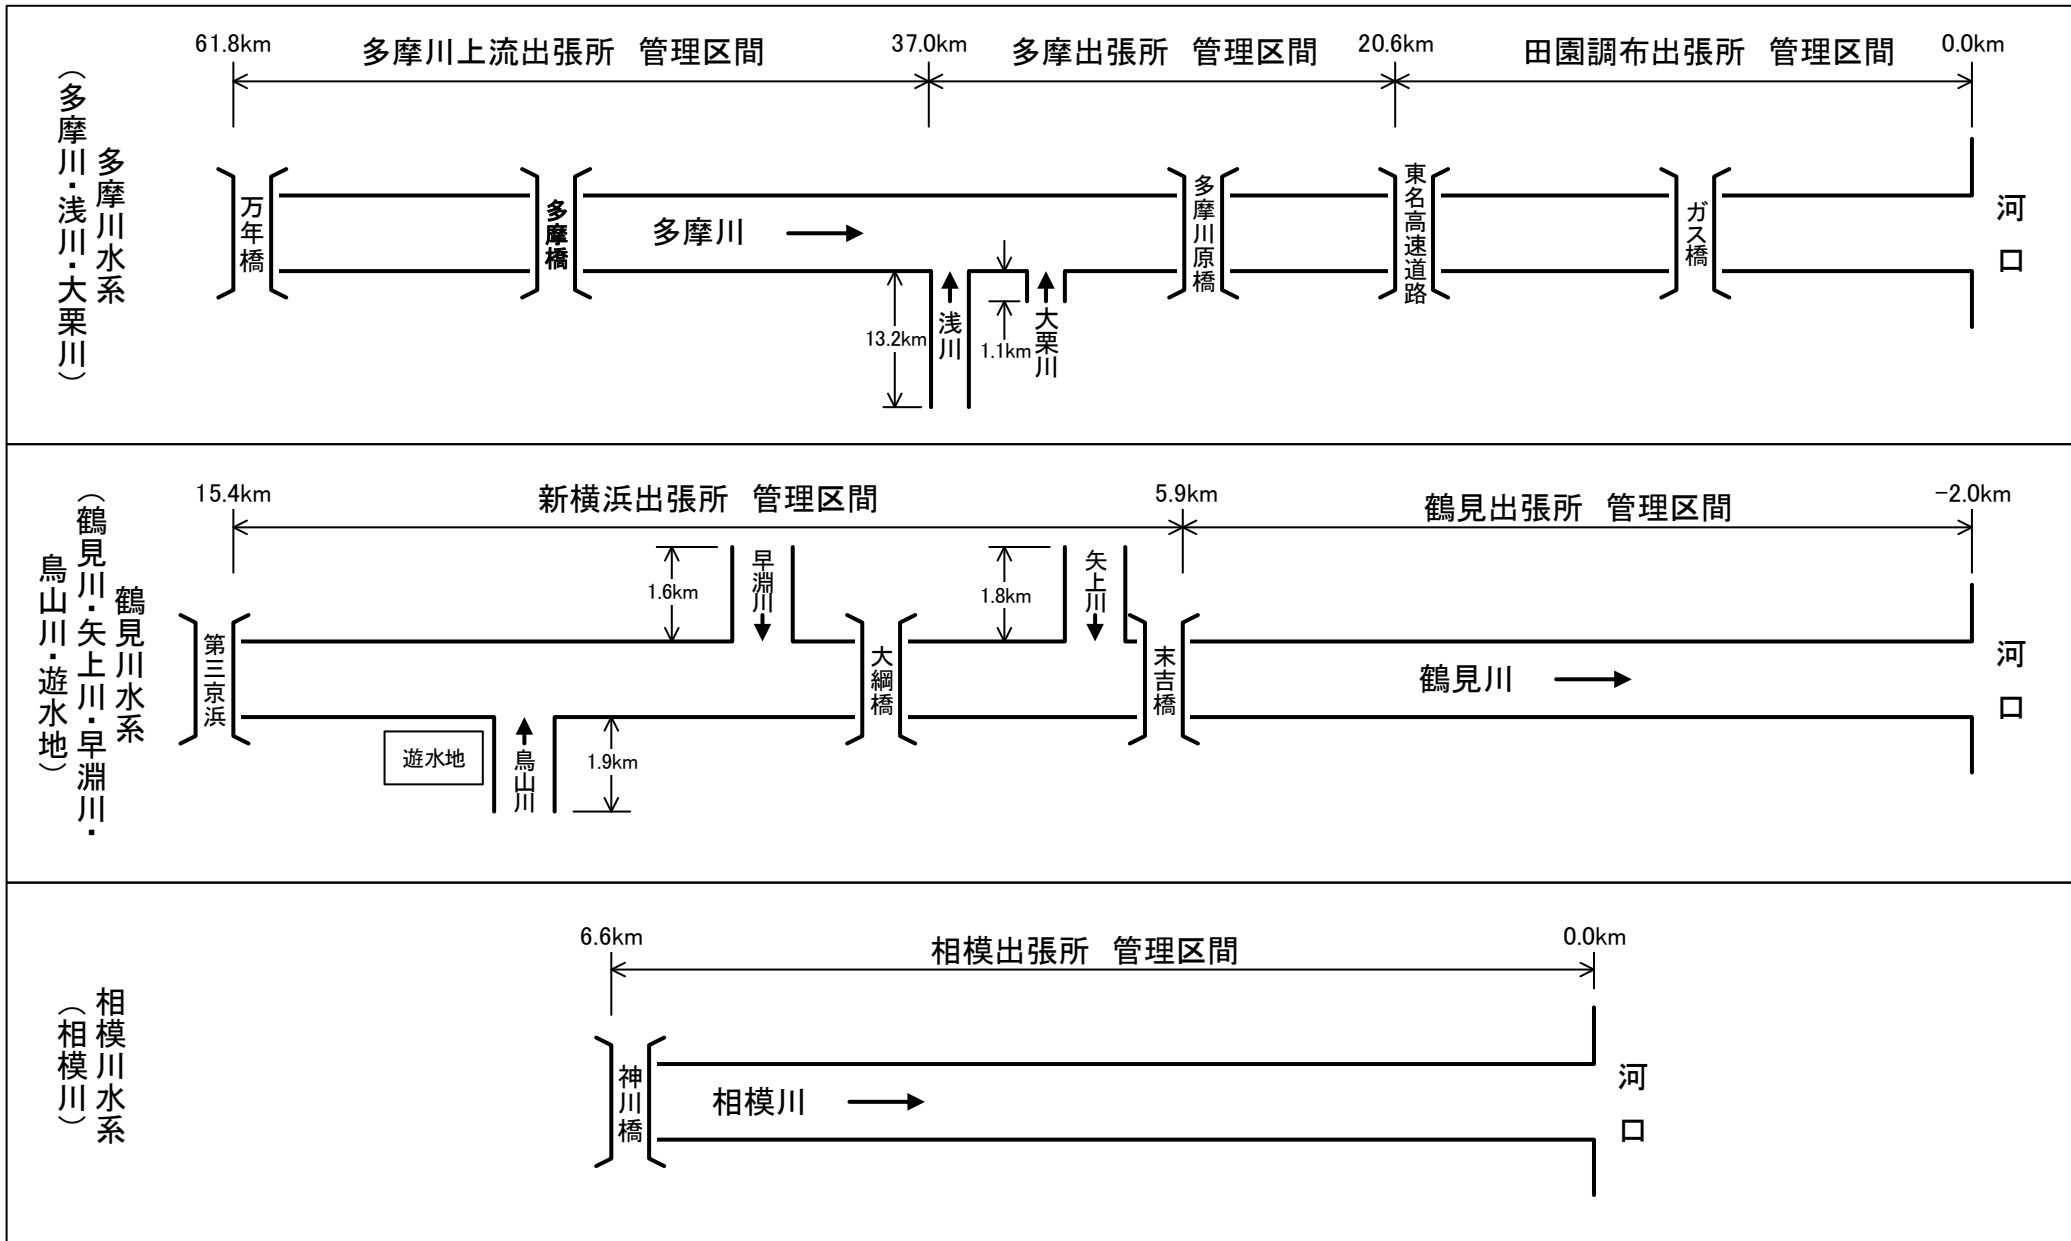 多摩川水系
（多摩川・浅川・大栗川）
61.8km
多摩川上流出張所　管理区間
37.0km
多摩出張所　管理区間
20.6km
田園調布出張所　管理区間
0.0km
万年橋
多摩橋
多摩川
多摩川原橋
東名高速道路
ガス橋
河口
13.2km
浅川
1.1km
大栗川
鶴見川水系
（鶴見川・矢上川・早淵川・
鳥山川・遊水地）
15.4km
新横浜出張所　管理区間
5.9km
鶴見出張所　管理区間
-2.0km
1.6km
早淵川
1.8km
矢上川
第三京浜
大綱橋
末吉橋
鶴見川
河口
遊水地
鳥山川
1.9km
相模川水系
（相模川）
6.6km
相模出張所　管理区間
0.0km
神川橋
相模川
河口